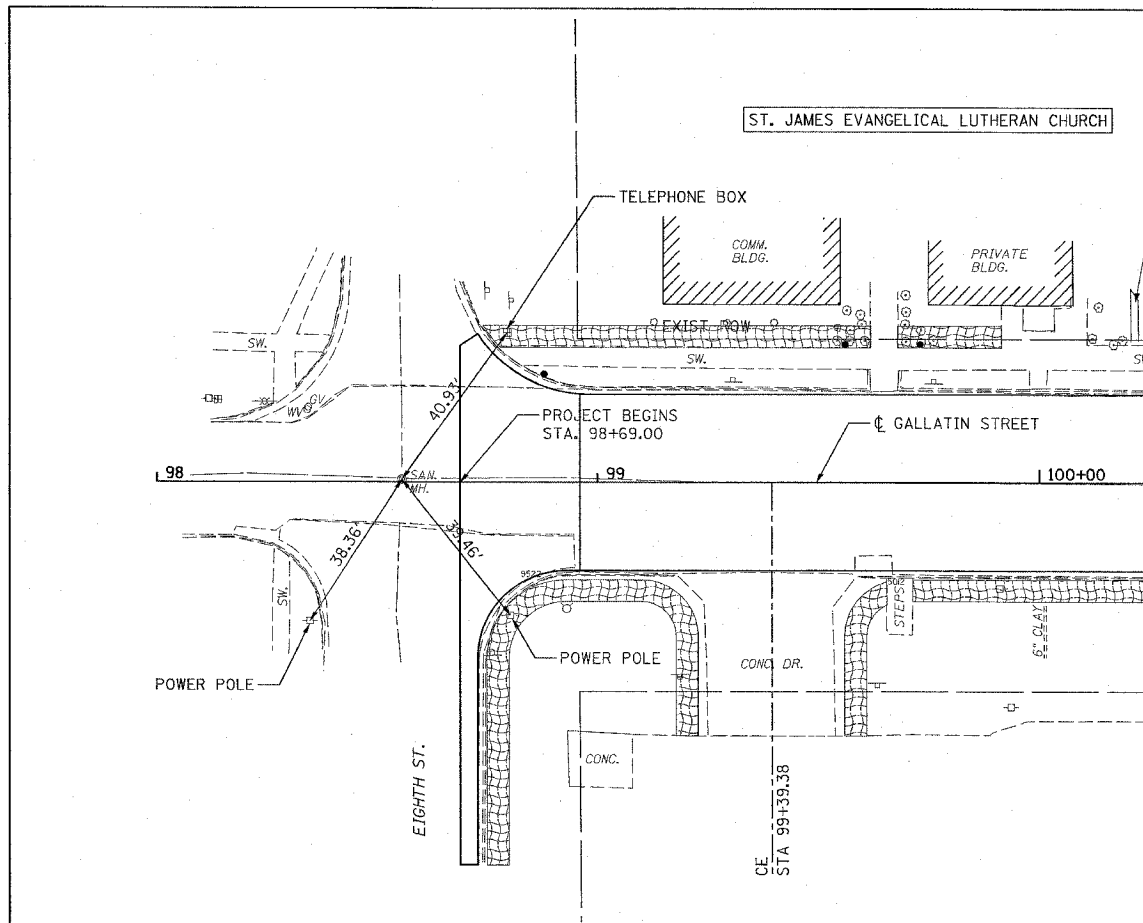 ST. JAMES EVANGELICAL LUTHERAN CHURCH
TELEPHONE BOX
COMM.
BLDG.
PRIVATE
BLDG.
EXIST ROW
SW.
SW.
SW
GV
WV
40.93'
PROJECT BEGINS
STA. 98+69.00
℄ GALLATIN STREET
98
SAN.
MH.
99
100+00
38.36'
39.46'
SW.
STEPS
6" CLAY
POWER POLE
CONC. DR.
POWER POLE
EIGHTH ST.
CONC.
CE
STA 99+39.38